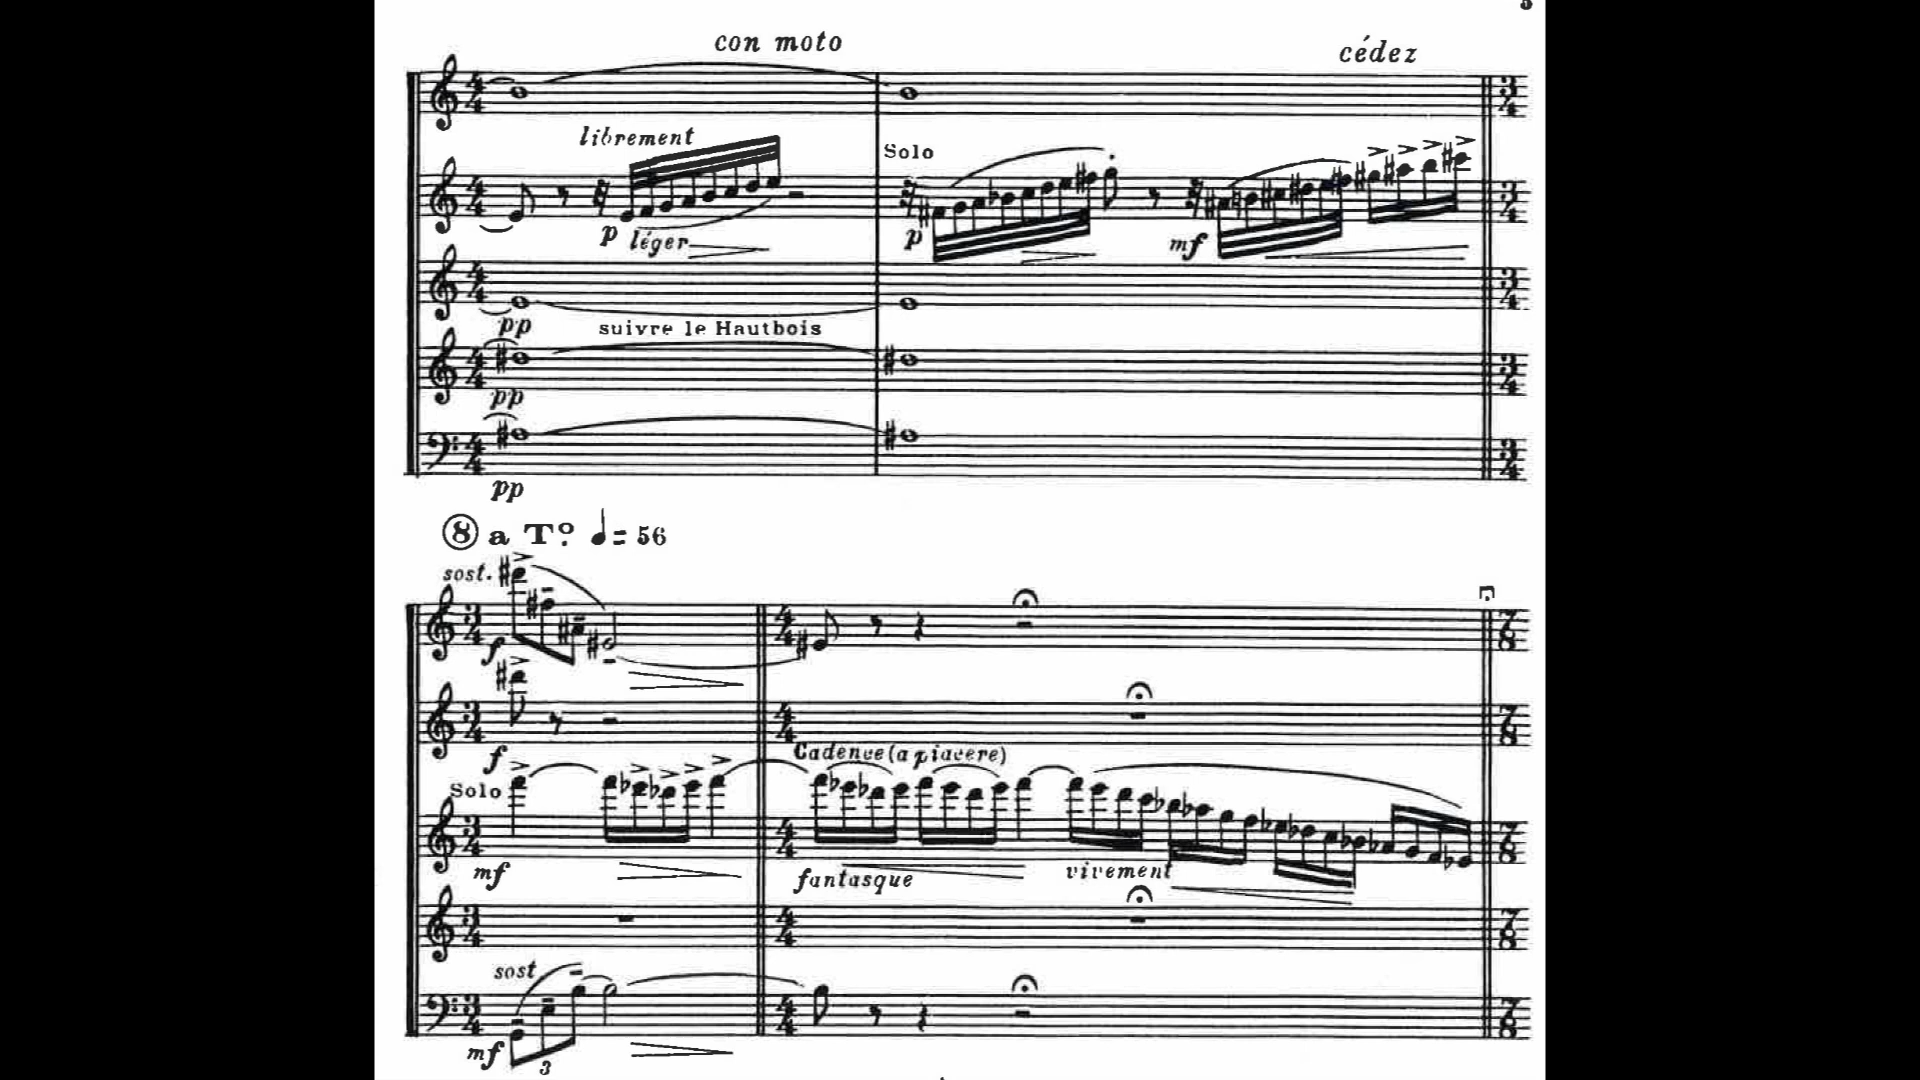 con moto
cédez
librement
Solo
p léger
p
mf
pp
suivre le Hautbois
pp
pp
8 a Tº. = 56
sost.
f
f
Cadence (a piacere)
Solo
mf
fantasque
vivement
sost
mf
3